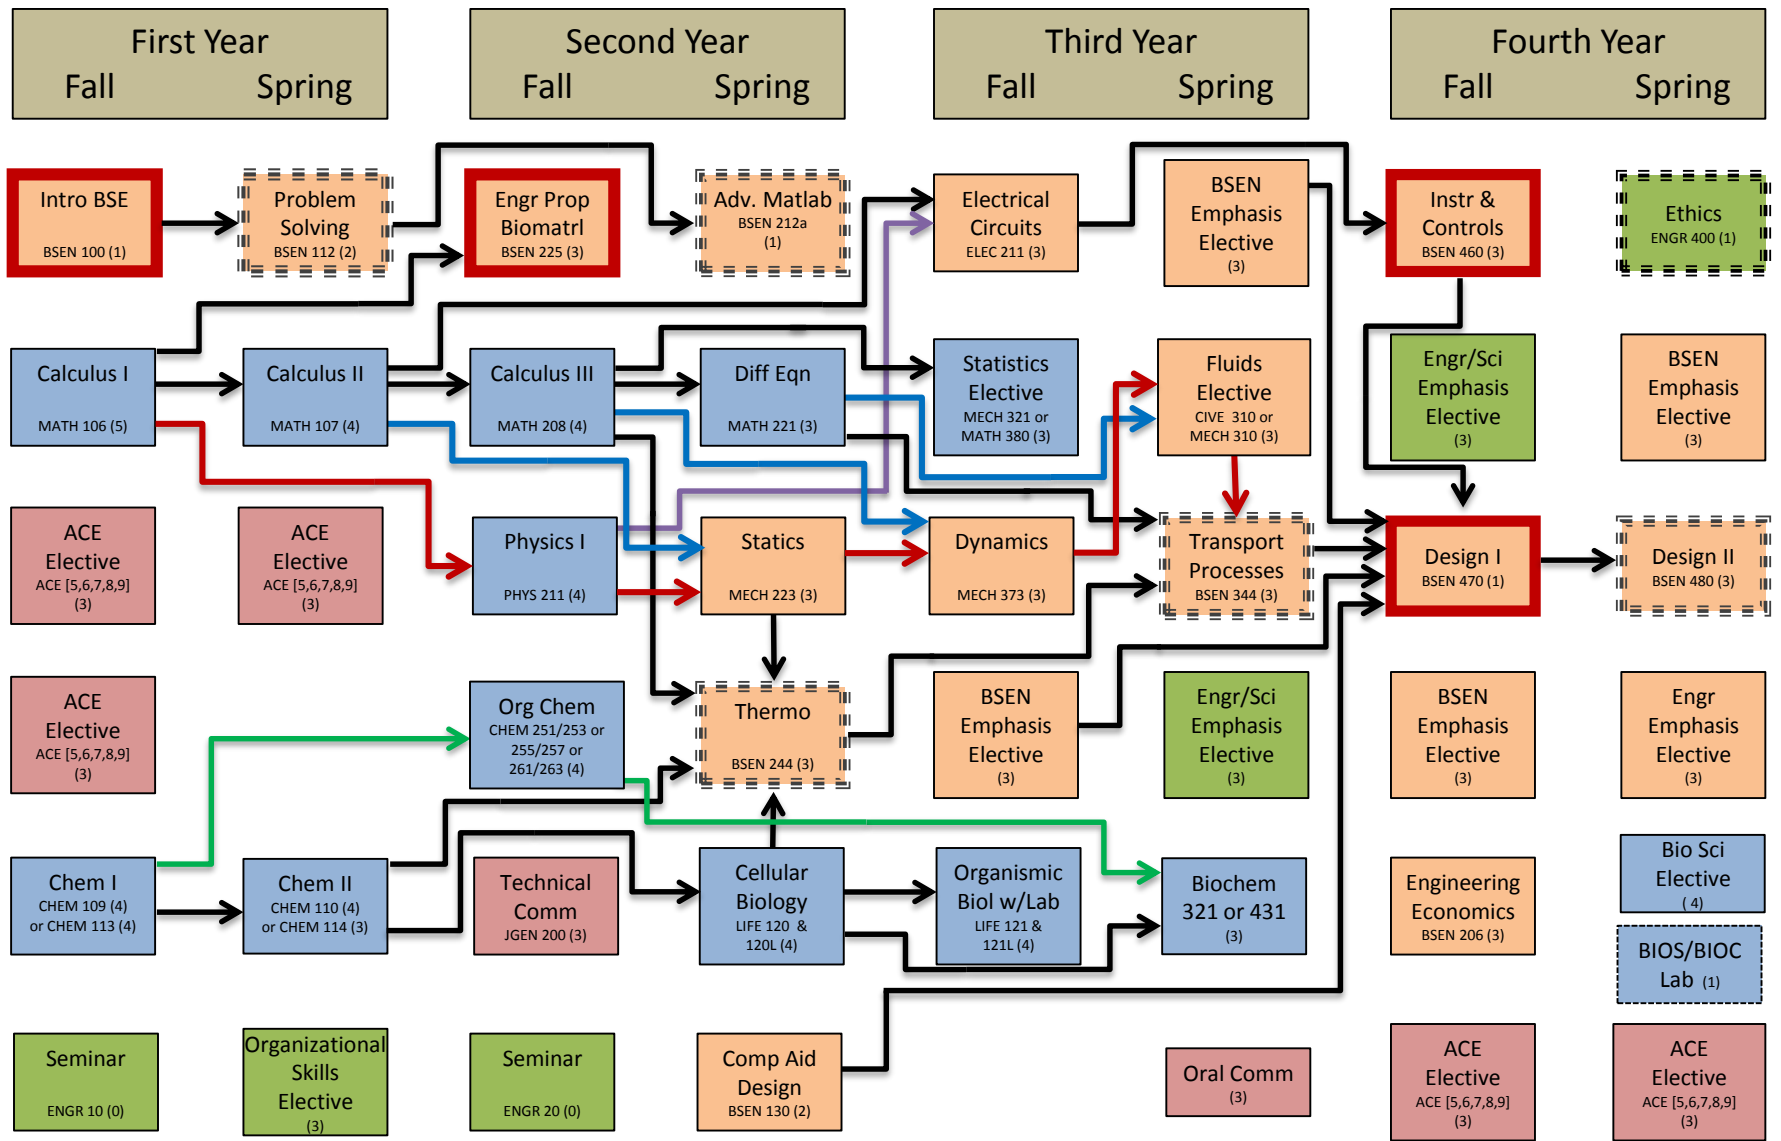 First Year
Fall Spring
Second Year
Fall Spring
Third Year
Fall Spring
Fourth Year
Fall Spring
Intro BSE
BSEN 100 (1)
Problem
Solving
BSEN 112 (2)
Engr Prop
Biomatrl
BSEN 225 (3)
Adv. Matlab
BSEN 212a
(1)
Electrical
Circuits
ELEC 211 (3)
BSEN
Emphasis
Elective
(3)
Instr &
Controls
BSEN 460 (3)
Ethics
ENGR 400 (1)
Calculus I
MATH 106 (5)
Calculus II
MATH 107 (4)
Calculus III
MATH 208 (4)
Diff Eqn
MATH 221 (3)
Statistics
Elective
MECH 321 or
MATH 380 (3)
Fluids
Elective
CIVE 310 or
MECH 310 (3)
Engr/Sci
Emphasis
Elective
(3)
BSEN
Emphasis
Elective
(3)
ACE
Elective
ACE [5,6,7,8,9]
(3)
ACE
Elective
ACE [5,6,7,8,9]
(3)
Physics I
PHYS 211 (4)
Statics
MECH 223 (3)
Dynamics
MECH 373 (3)
Transport
Processes
BSEN 344 (3)
Design I
BSEN 470 (1)
Design II
BSEN 480 (3)
ACE
Elective
ACE [5,6,7,8,9]
(3)
Org Chem
CHEM 251/253 or
255/257 or
261/263 (4)
Thermo
BSEN 244 (3)
BSEN
Emphasis
Elective
(3)
Engr/Sci
Emphasis
Elective
(3)
BSEN
Emphasis
Elective
(3)
Engr
Emphasis
Elective
(3)
Chem I
CHEM 109 (4)
or CHEM 113 (4)
Chem II
CHEM 110 (4)
or CHEM 114 (3)
Technical
Comm
JGEN 200 (3)
Cellular
Biology
LIFE 120 &
120L (4)
Organismic
Biol w/Lab
LIFE 121 &
121L (4)
Biochem
321 or 431
(3)
Engineering
Economics
BSEN 206 (3)
Bio Sci
Elective
( 4)
BIOS/BIOC
Lab (1)
Seminar
ENGR 10 (0)
Organizational
Skills
Elective
(3)
Seminar
ENGR 20 (0)
Comp Aid
Design
BSEN 130 (2)
Oral Comm
(3)
ACE
Elective
ACE [5,6,7,8,9]
(3)
ACE
Elective
ACE [5,6,7,8,9]
(3)